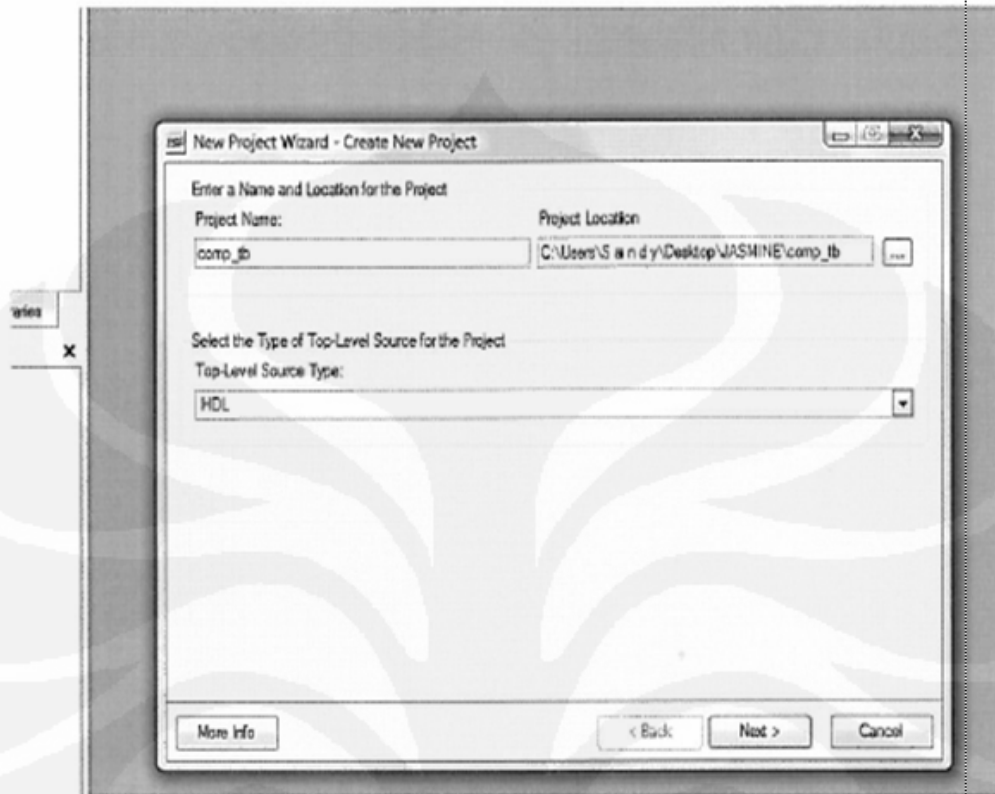 aries
x
New Project Wizard - Create New Project
Enter a Name and Location for the Project
Project Name:
Project Location
comp_tb
C:\Users\S a n d y\Desktop\JASMINE\comp_tb
...
Select the Type of Top-Level Source for the Project
Top-Level Source Type:
HDL
More Info
< Back
Next >
Cancel